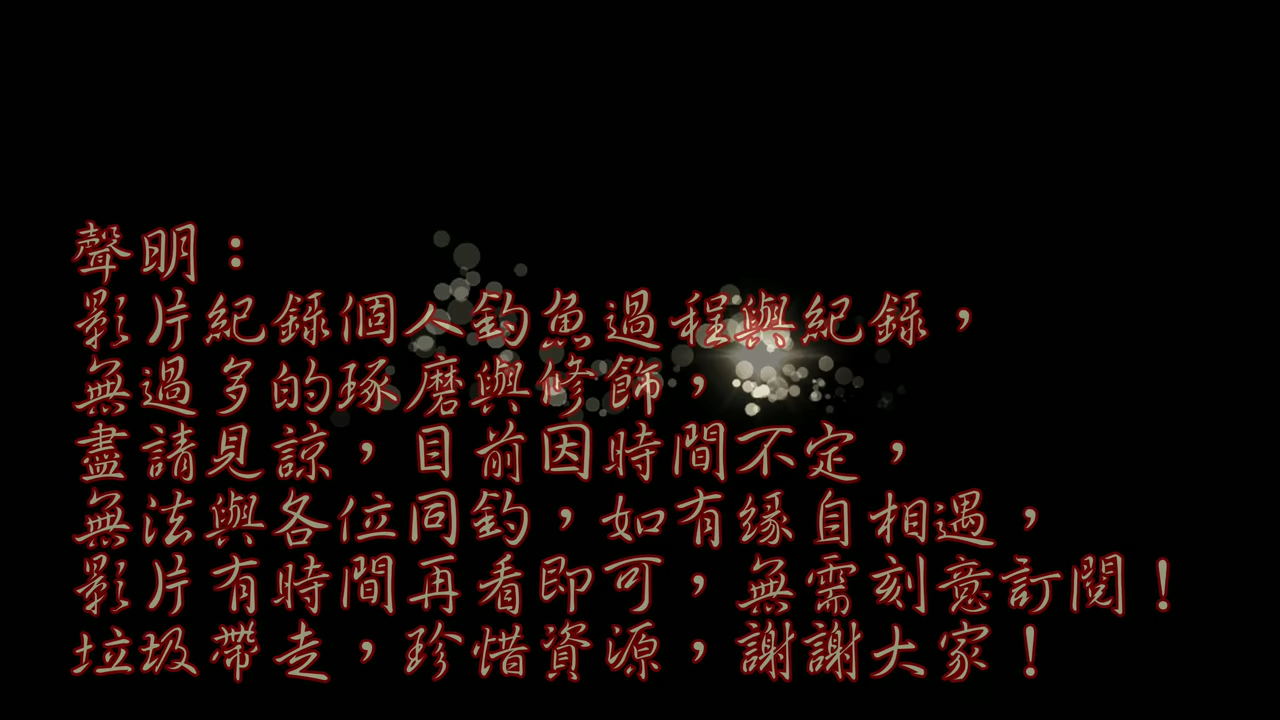 聲明：
影片紀錄個人釣魚過程與紀錄，
無過多的琢磨與修飾，
盡請見諒，目前因時間不定，
無法與各位同釣，如有緣自相遇，
影片有時間再看即可，無需刻意訂閱！
垃圾帶走，珍惜資源，謝謝大家！